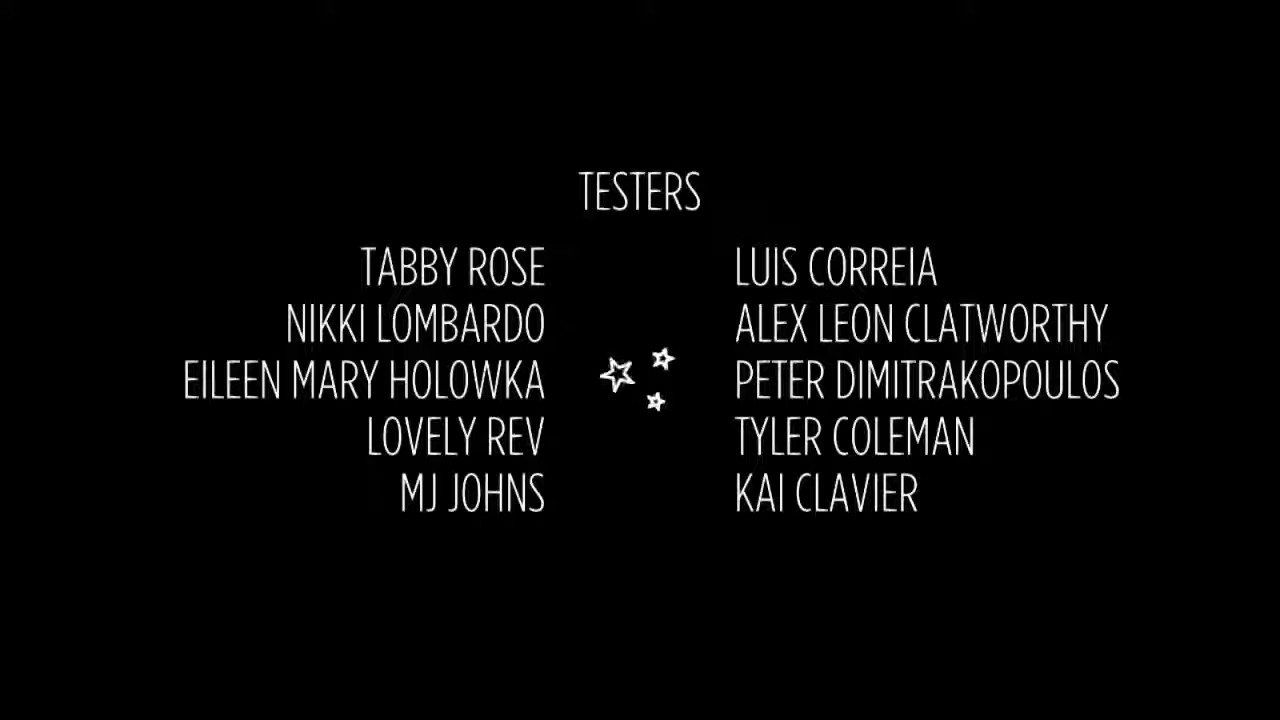 TESTERS
TABBY ROSE
NIKKI LOMBARDO
EILEEN MARY HOLOWKA
LOVELY REV
MJ JOHNS
LUIS CORREIA
ALEX LEON CLATWORTHY
PETER DIMITRAKOPOULOS
TYLER COLEMAN
KAI CLAVIER